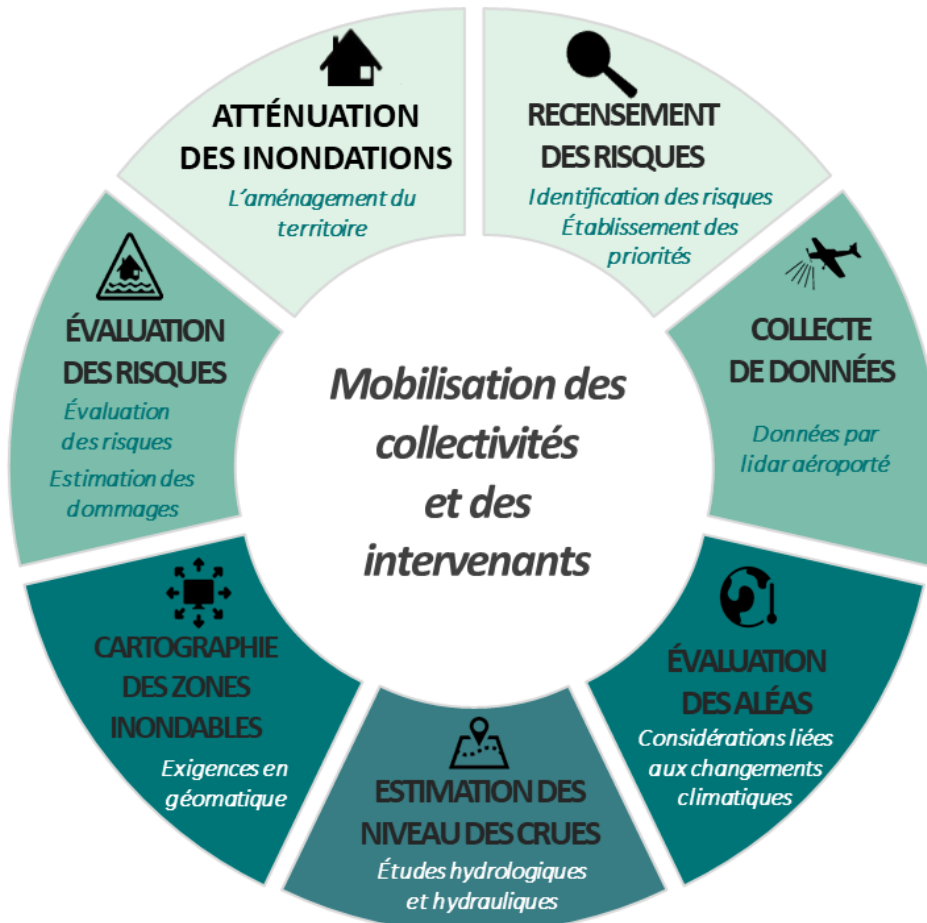 ATTÉNUATION
DES INONDATIONS
L´aménagement du
territoire
RECENSEMENT
DES RISQUES
Identification des risques
Établissement des
priorités
COLLECTE
DE DONNÉES
Données par
lidar aéroporté
ÉVALUATION
DES ALÉAS
Considérations liées
aux changements
climatiques
ESTIMATION DES
NIVEAU DES CRUES
Études hydrologiques
et hydrauliques
CARTOGRAPHIE
DES ZONES
INONDABLES
Exigences en
géomatique
ÉVALUATION
DES RISQUES
Évaluation
des risques
Estimation des
dommages
Mobilisation des
collectivités
et des
intervenants